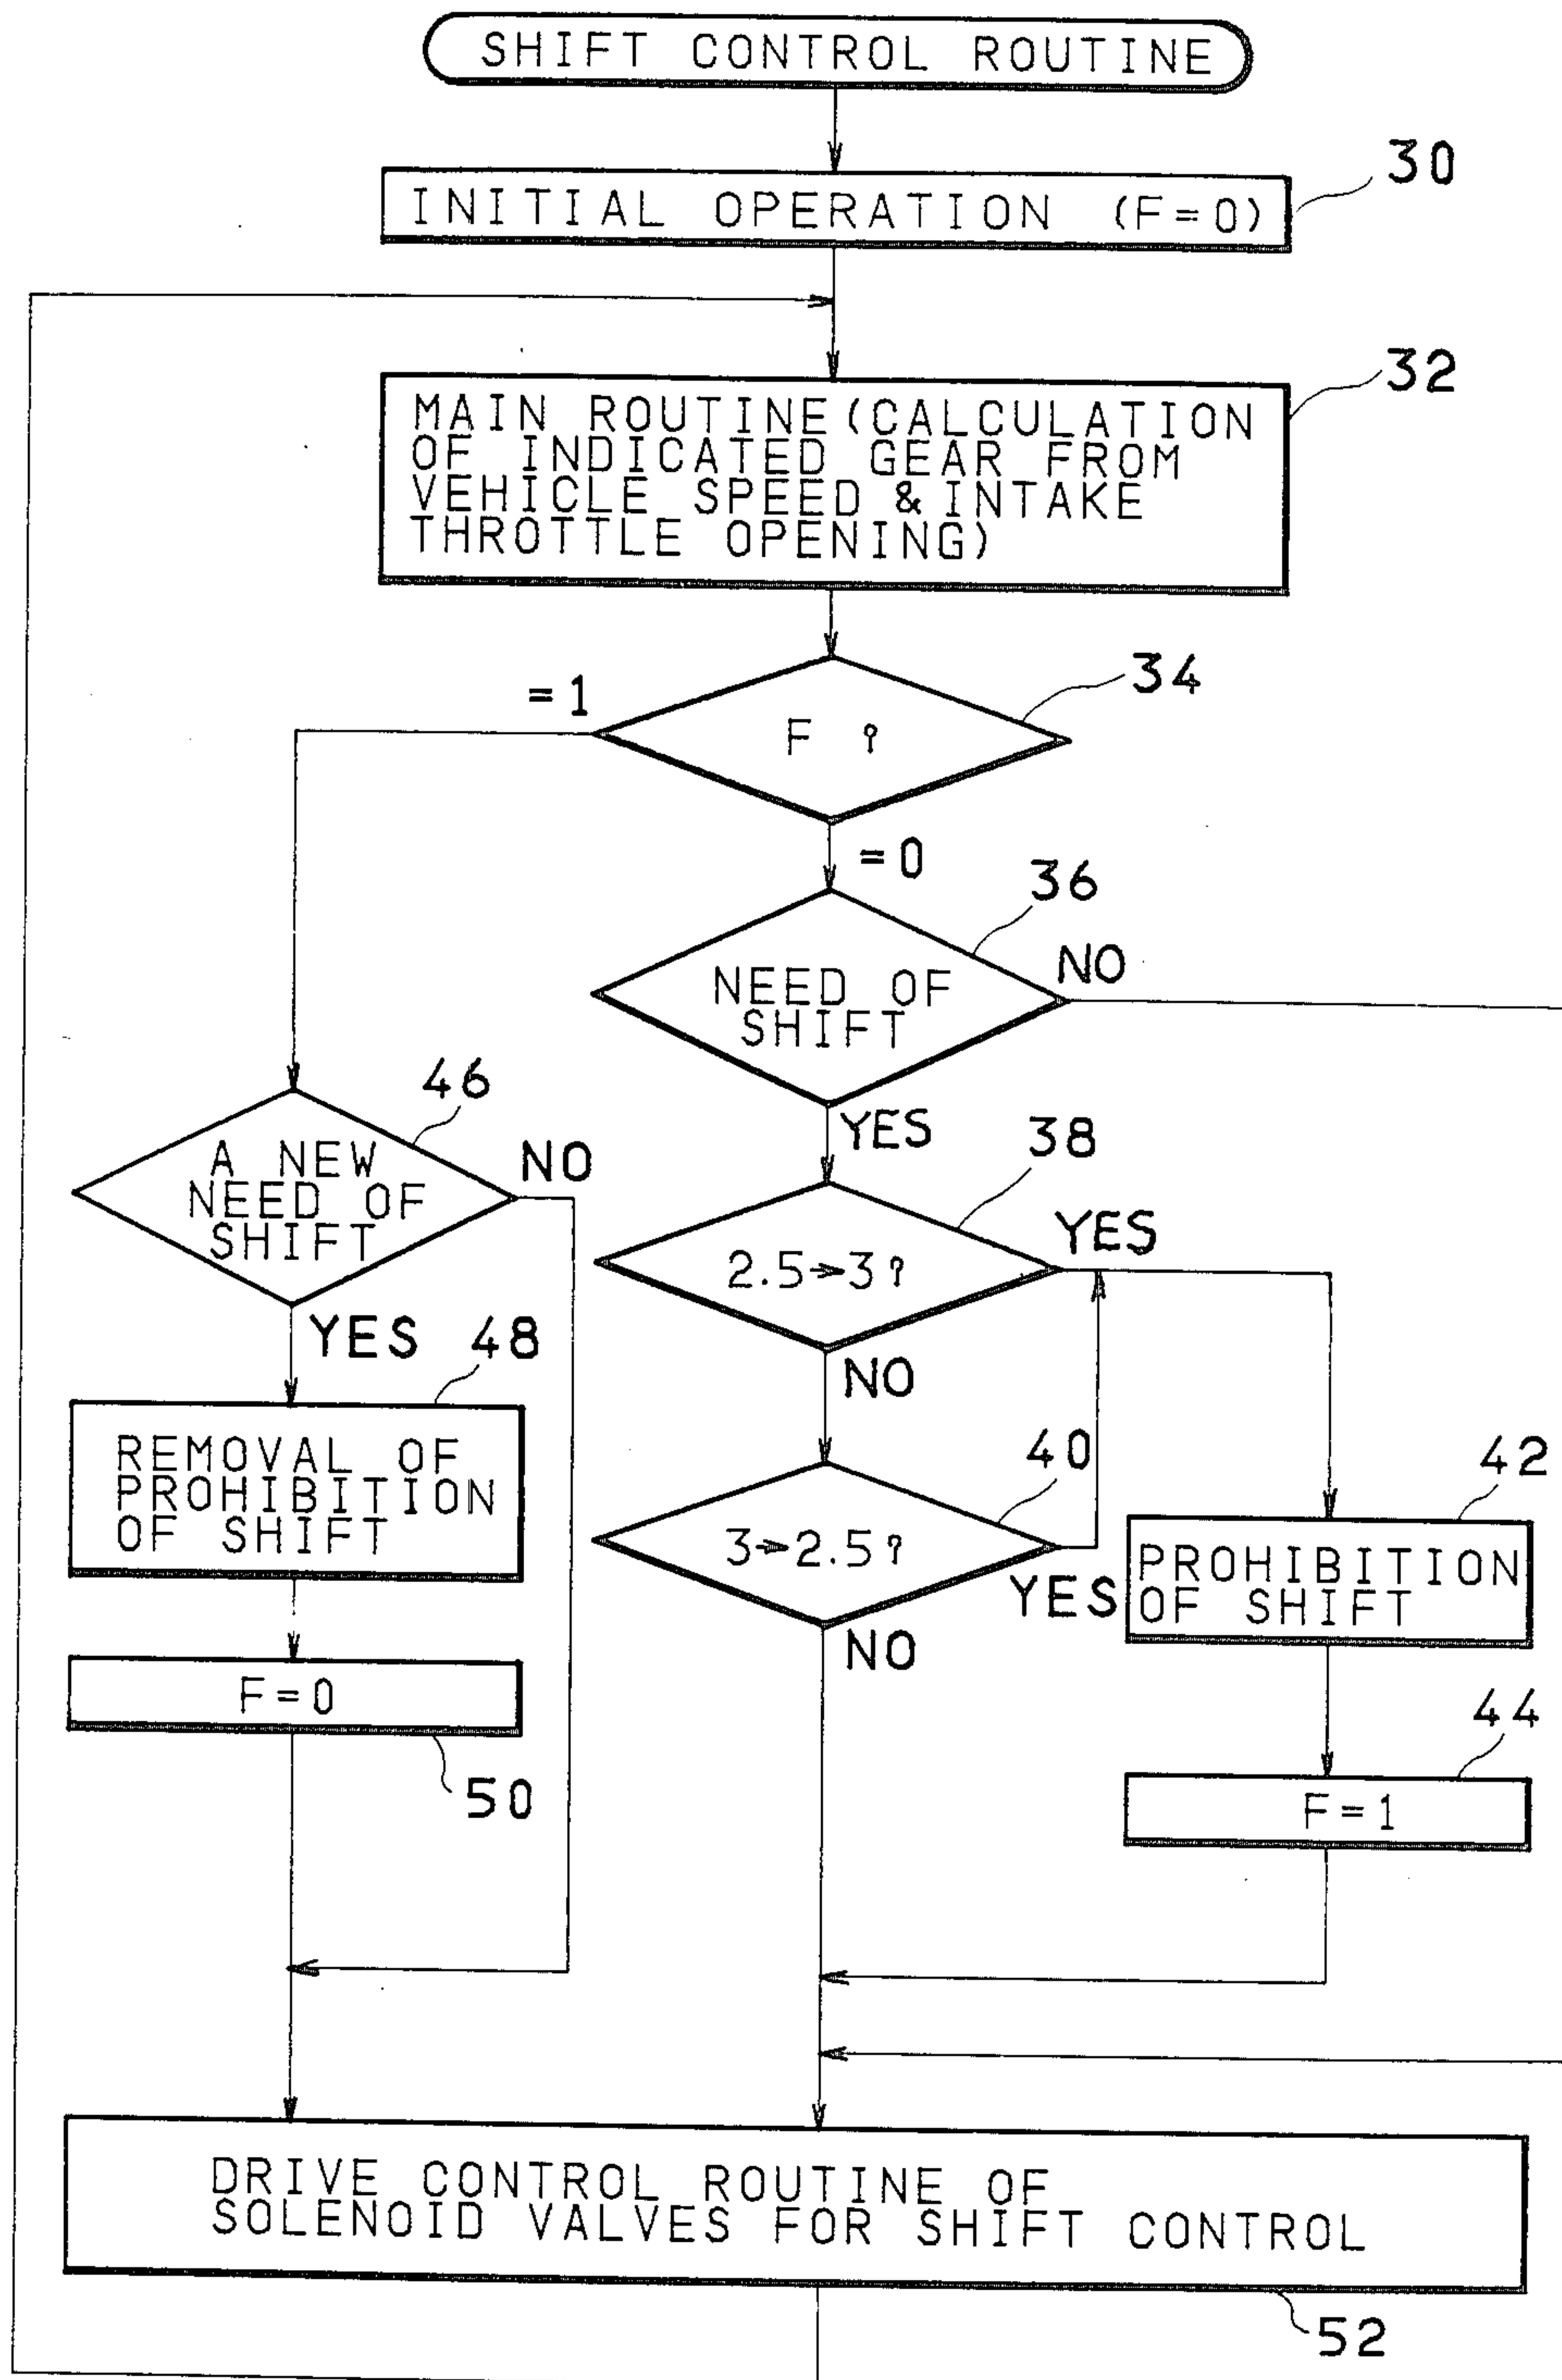 SHIFT CONTROL ROUTINE
30
INITIAL OPERATION (F=0)
32
MAIN ROUTINE (CALCULATION
OF INDICATED GEAR FROM
VEHICLE SPEED & INTAKE
THROTTLE OPENING)
34
=1
F ?
=0
36
NEED OF
SHIFT
NO
YES
46
A NEW
NEED OF
SHIFT
NO
YES
38
2.5→3?
YES
NO
48
REMOVAL OF
PROHIBITION
OF SHIFT
40
3→2.5?
YES
NO
42
PROHIBITION
OF SHIFT
F=0
50
44
F=1
DRIVE CONTROL ROUTINE OF
SOLENOID VALVES FOR SHIFT CONTROL
52